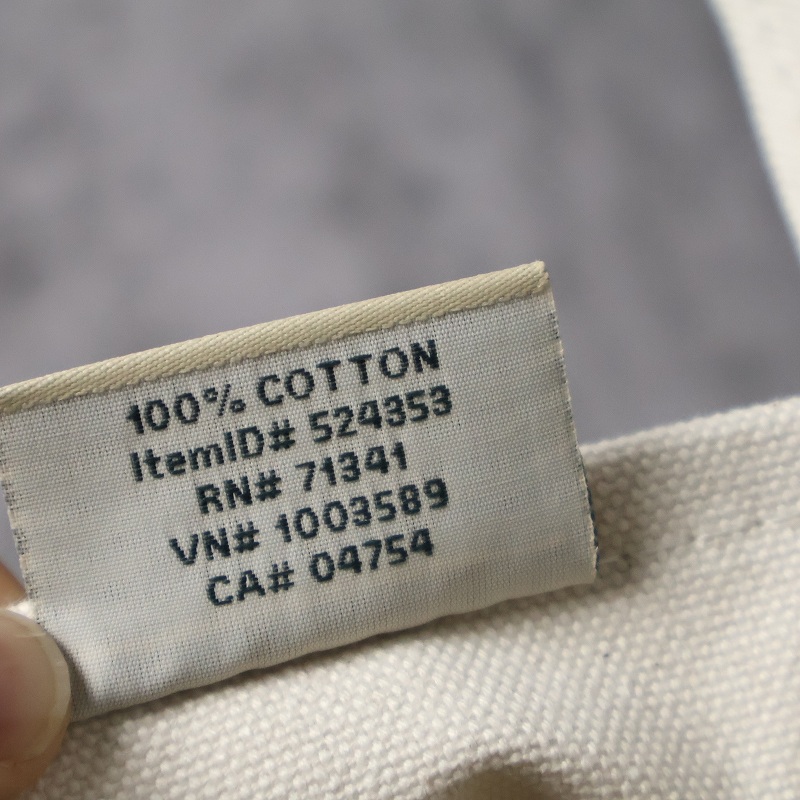 100% COTTON
ItemID# 524353
RN# 71341
VN# 1003589
CA# 04754